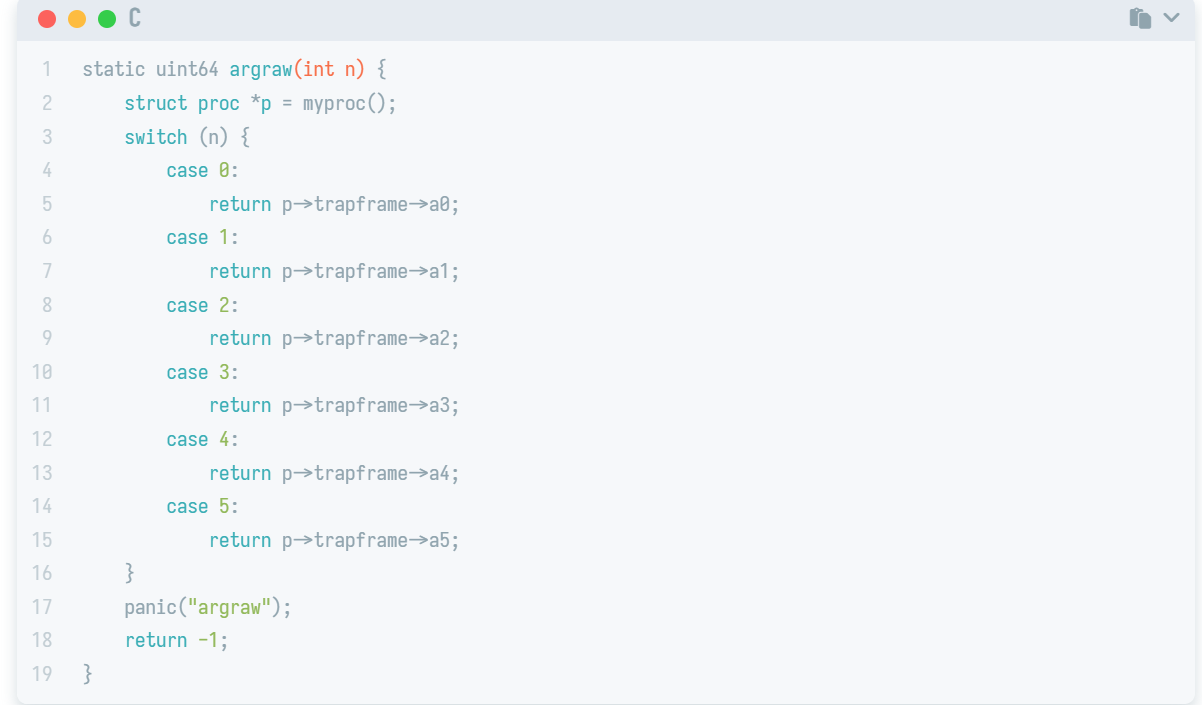 C
1 static uint64 argraw(int n) {
2     struct proc *p = myproc();
3     switch (n) {
4         case 0:
5             return p->trapframe->a0;
6         case 1:
7             return p->trapframe->a1;
8         case 2:
9             return p->trapframe->a2;
10         case 3:
11             return p->trapframe->a3;
12         case 4:
13             return p->trapframe->a4;
14         case 5:
15             return p->trapframe->a5;
16     }
17     panic("argraw");
18     return -1;
19 }